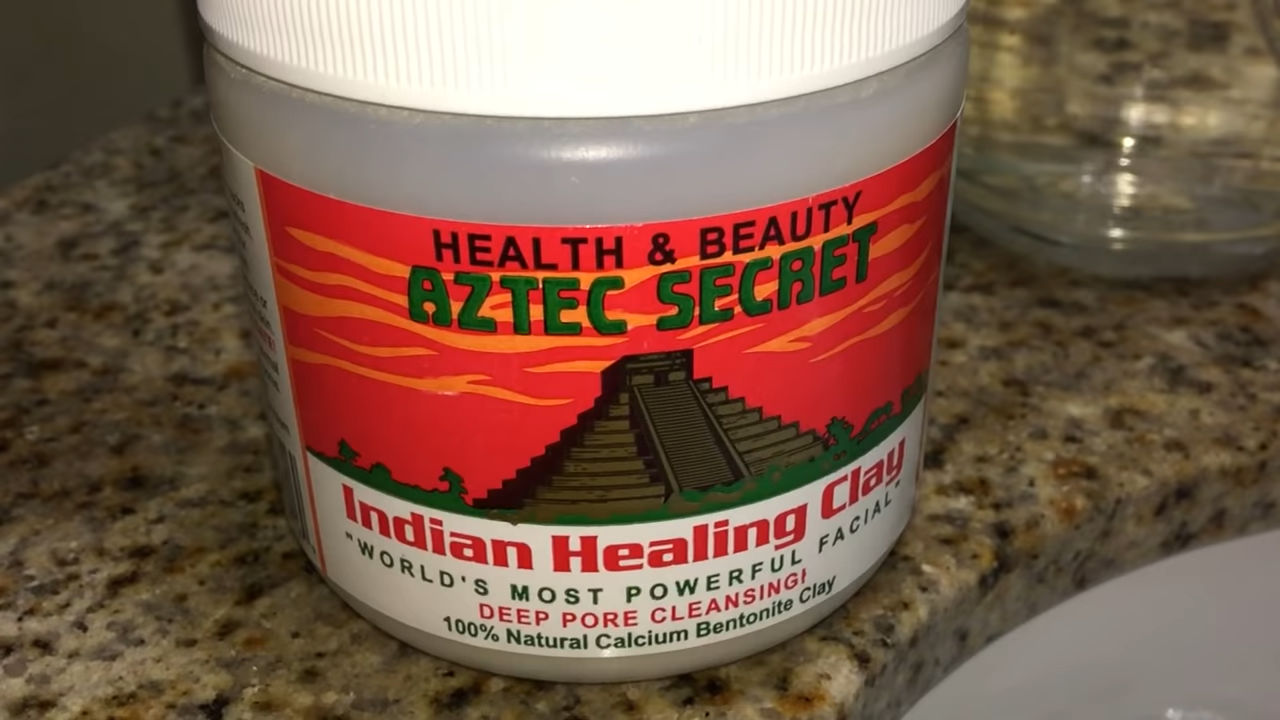 HEALTH & BEAUTY
AZTEC SECRET
Indian Healing Clay
"WORLD'S MOST POWERFUL FACIAL"
DEEP PORE CLEANSING!
100% Natural Calcium Bentonite Clay